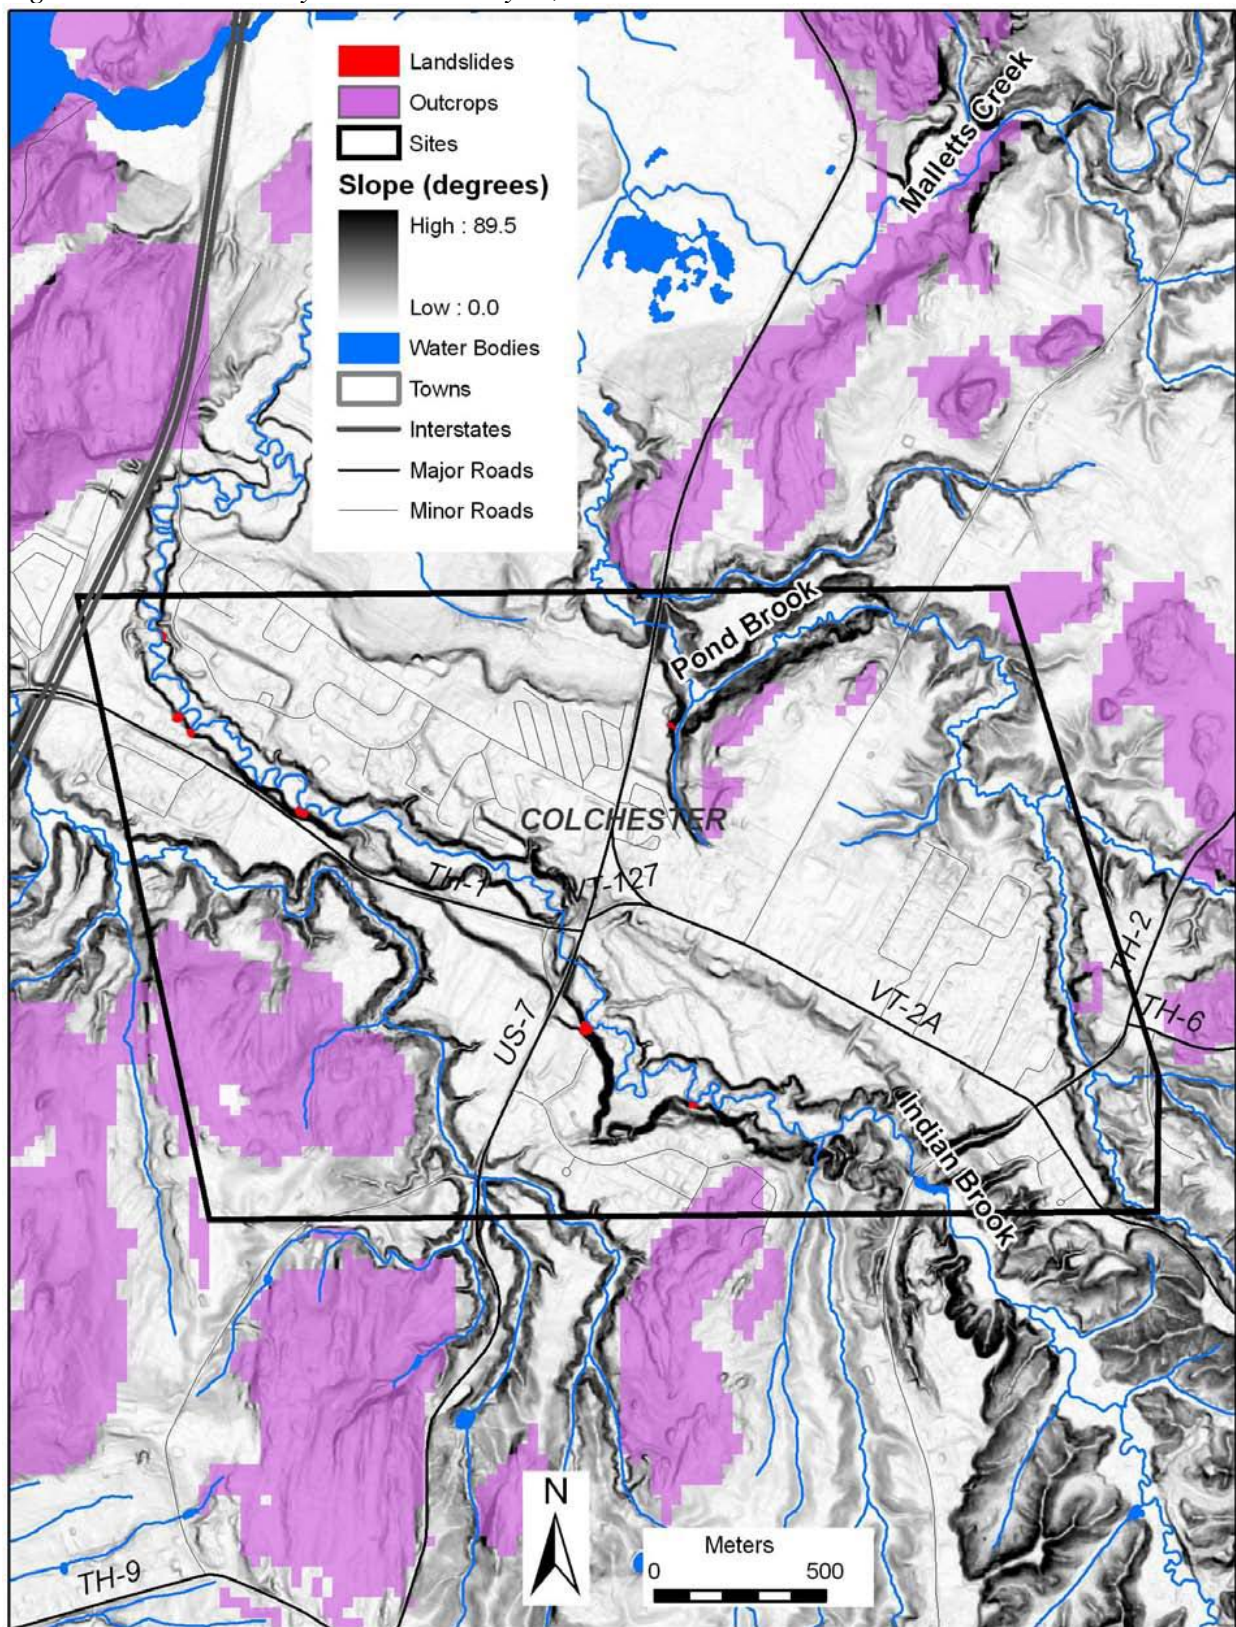 Landslides
Outcrops
Sites
Slope (degrees)
High : 89.5
Low : 0.0
Water Bodies
Towns
Interstates
Major Roads
Minor Roads
Malletts Creek
Pond Brook
COLCHESTER
TH-1
VT-127
US-7
VT-2A
TH-2
TH-6
Indian Brook
N
Meters
0 500
TH-9